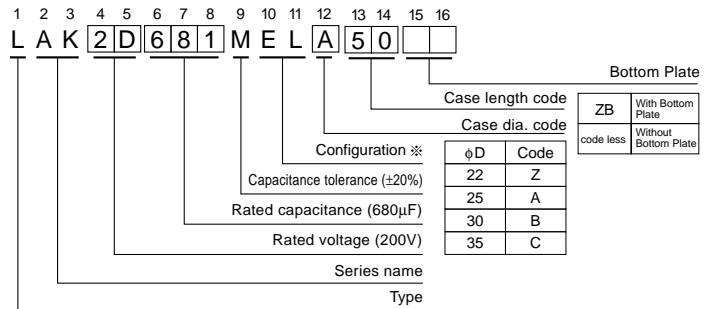 1 2 3 4 5 6 7 8 9 10 11 12 13 14 15 16
L A K 2 D 6 8 1 M E L A 5 0
Bottom Plate
Case length code
Case dia. code
Configuration ※
Capacitance tolerance (±20%)
Rated capacitance (680µF)
Rated voltage (200V)
Series name
Type
ZB With Bottom Plate
code less Without Bottom Plate
ϕD Code
22 Z
25 A
30 B
35 C